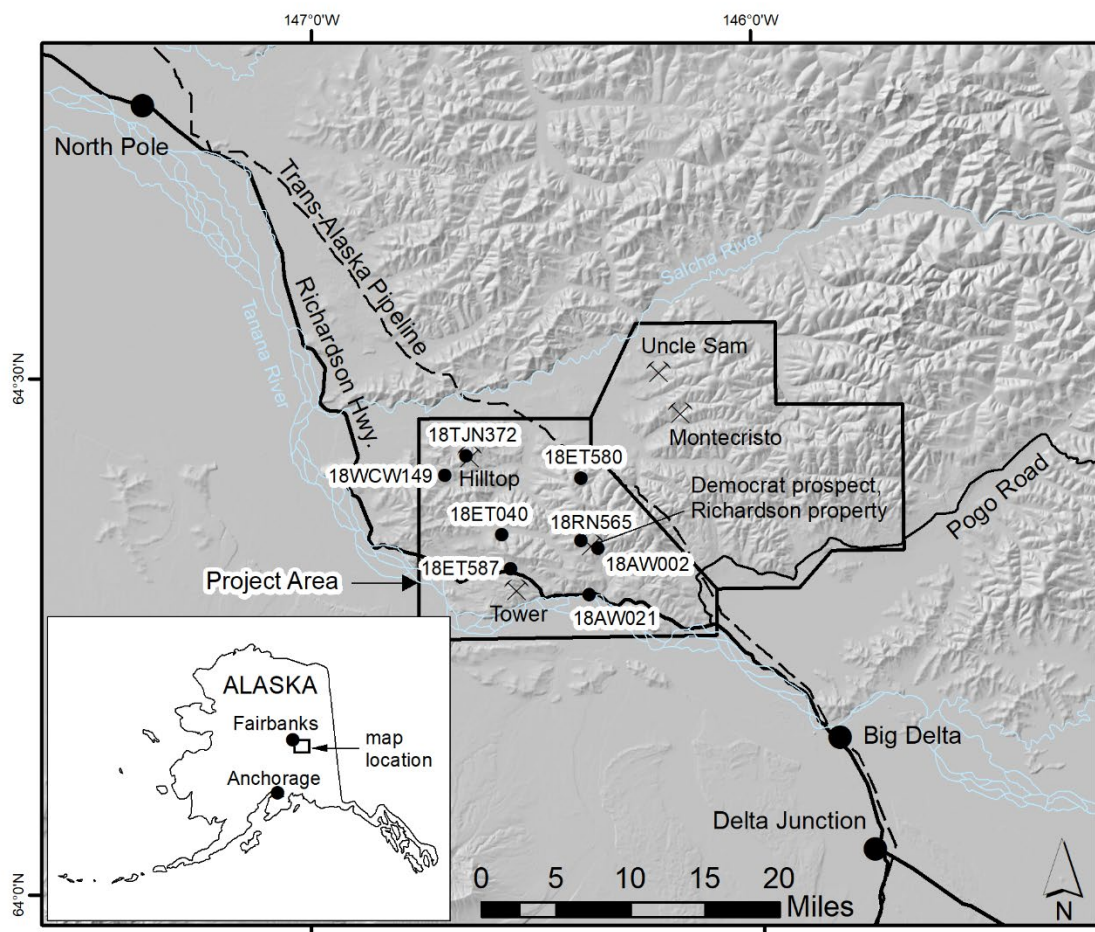 147°0'W
146°0'W
North Pole
Trans-Alaska Pipeline
Salcha River
Richardson Hwy.
Tanana River
64°30'N
Uncle Sam
Montecristo
18TJN372
Hilltop
18WCW149
18ET580
Democrat prospect,
Richardson property
Pogo Road
18ET040
18RN565
18AW002
18ET587
Project Area
Tower
18AW021
ALASKA
Fairbanks
map
location
Anchorage
Big Delta
Delta Junction
64°0'N
0 5 10 15 20
Miles
N